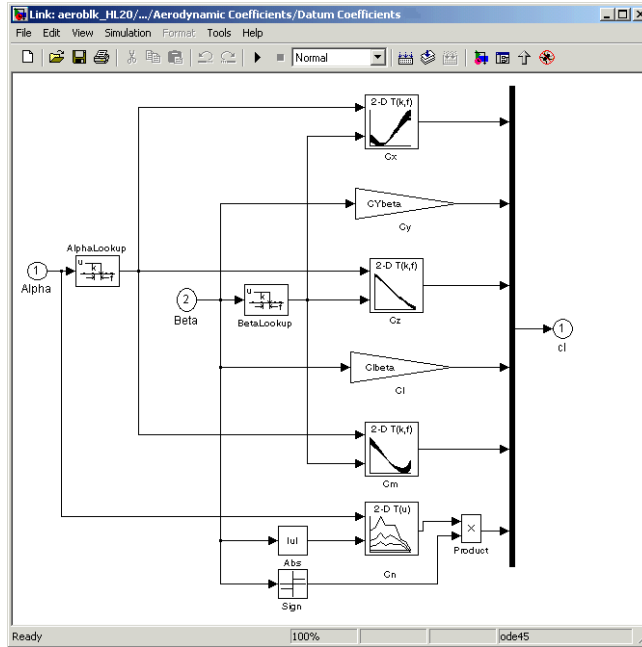 Link: aeroblk_HL20/.../Aerodynamic Coefficients/Datum Coefficients
File Edit View Simulation Format Tools Help
Normal
2-D T(k,f)
Cx
CYbeta
Cy
AlphaLookup
u
k
f
1
Alpha
2-D T(k,f)
Cz
2
Beta
u
k
f
BetaLookup
1
cl
Clbeta
Cl
2-D T(k,f)
Cm
2-D T(u)
Cn
×
Product
|u|
Abs
Sign
Ready 100% ode45